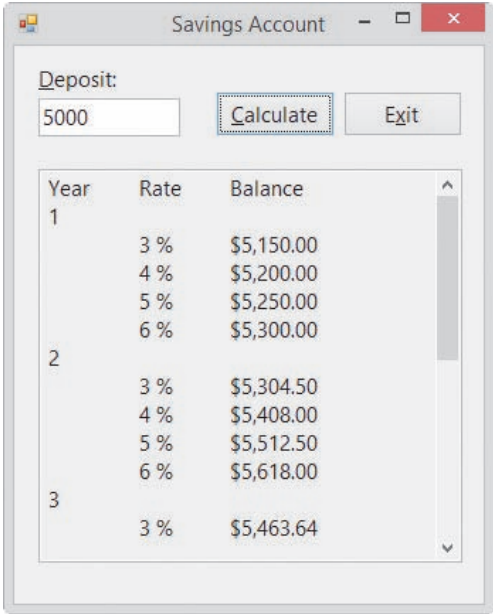 Savings Account
Deposit:
5000 Calculate Exit
Year Rate Balance
1
3 % $5,150.00
4 % $5,200.00
5 % $5,250.00
6 % $5,300.00
2
3 % $5,304.50
4 % $5,408.00
5 % $5,512.50
6 % $5,618.00
3
3 % $5,463.64